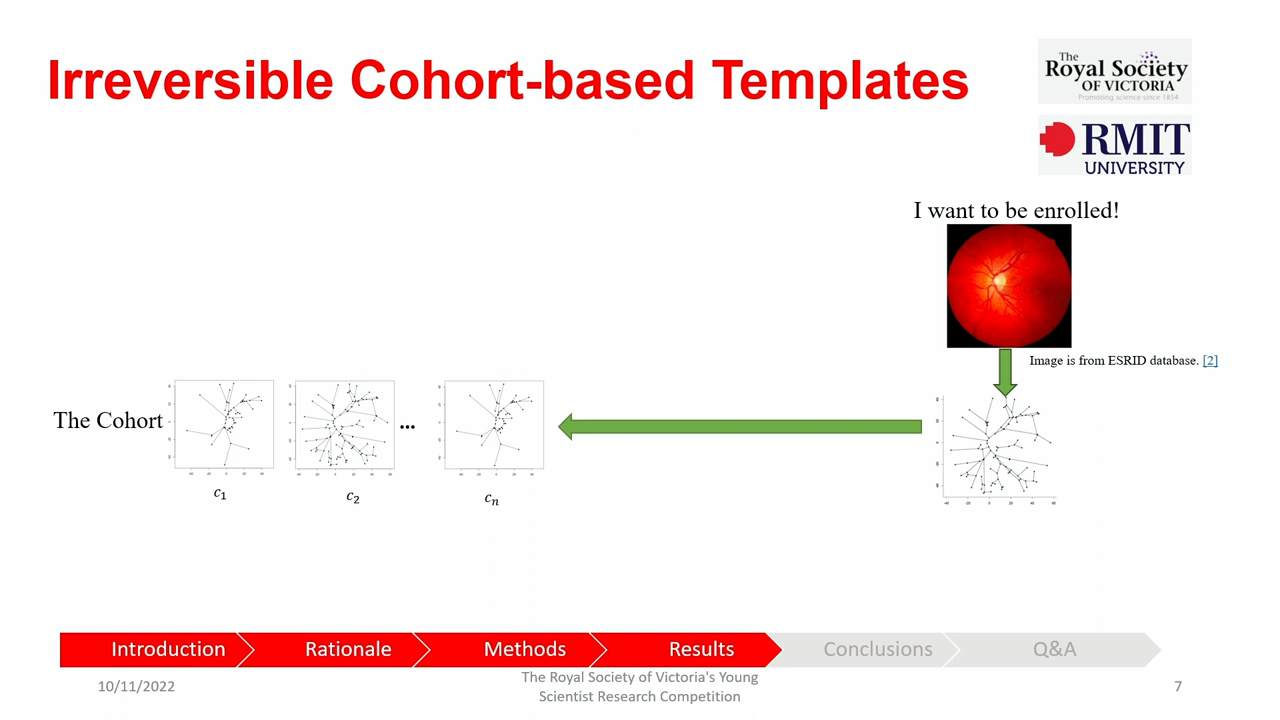 Irreversible Cohort-based Templates
The
Royal Society
OF VICTORIA
Promoting science since 1854
RMIT
UNIVERSITY
I want to be enrolled!
Image is from ESRID database. [2]
The Cohort
...
c1
c2
cn
Introduction
Rationale
Methods
Results
Conclusions
Q&A
10/11/2022
The Royal Society of Victoria's Young
Scientist Research Competition
7